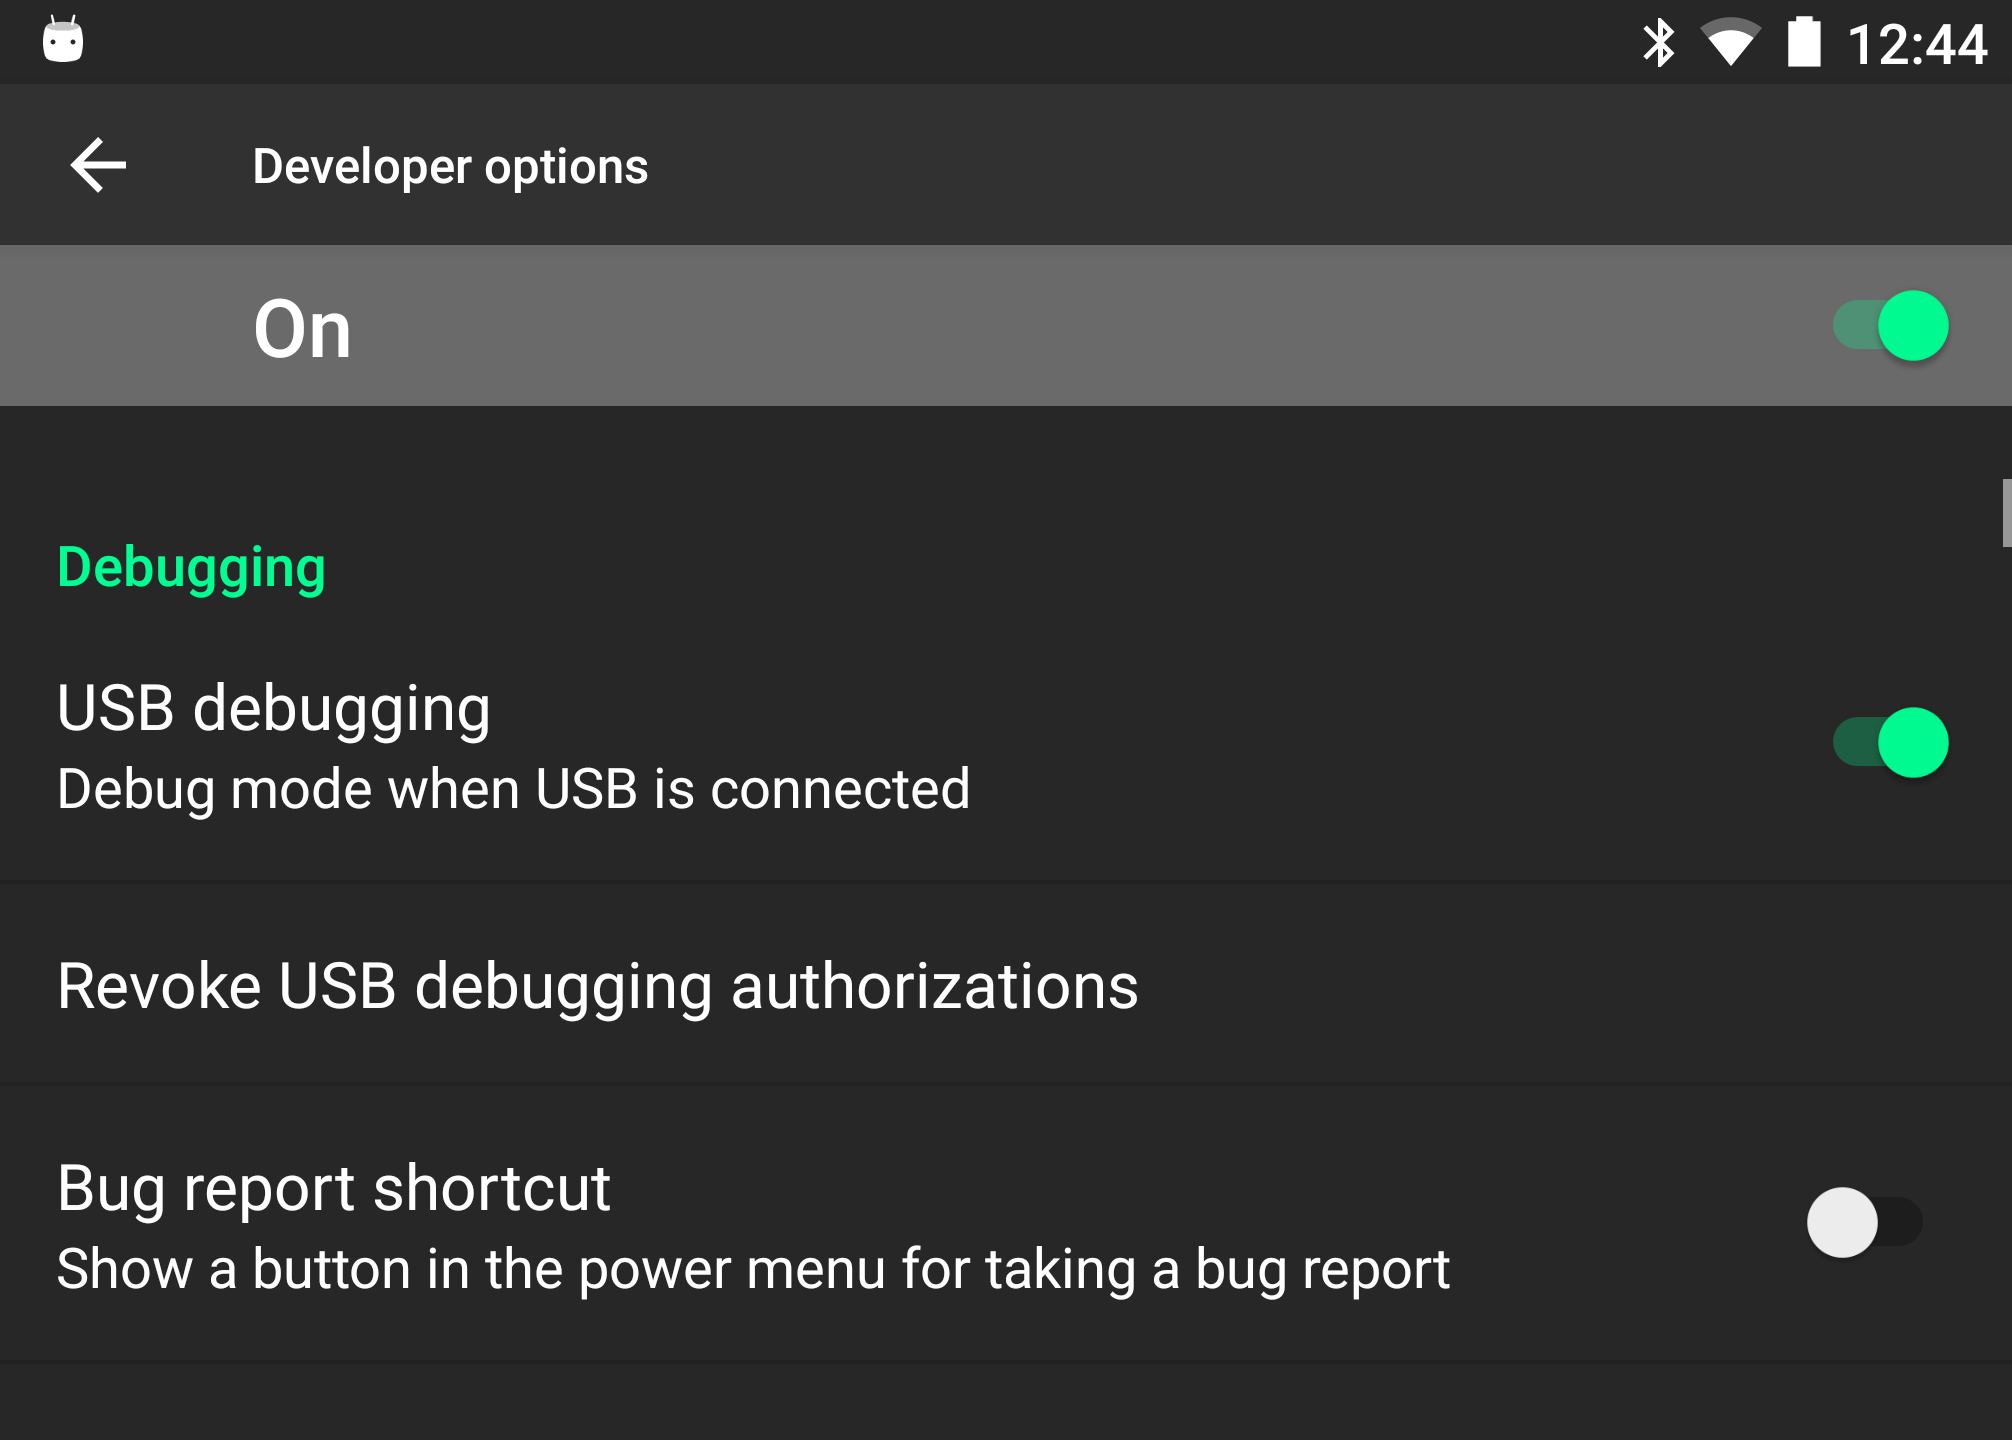 12:44
Developer options
On
Debugging
USB debugging
Debug mode when USB is connected
Revoke USB debugging authorizations
Bug report shortcut
Show a button in the power menu for taking a bug report